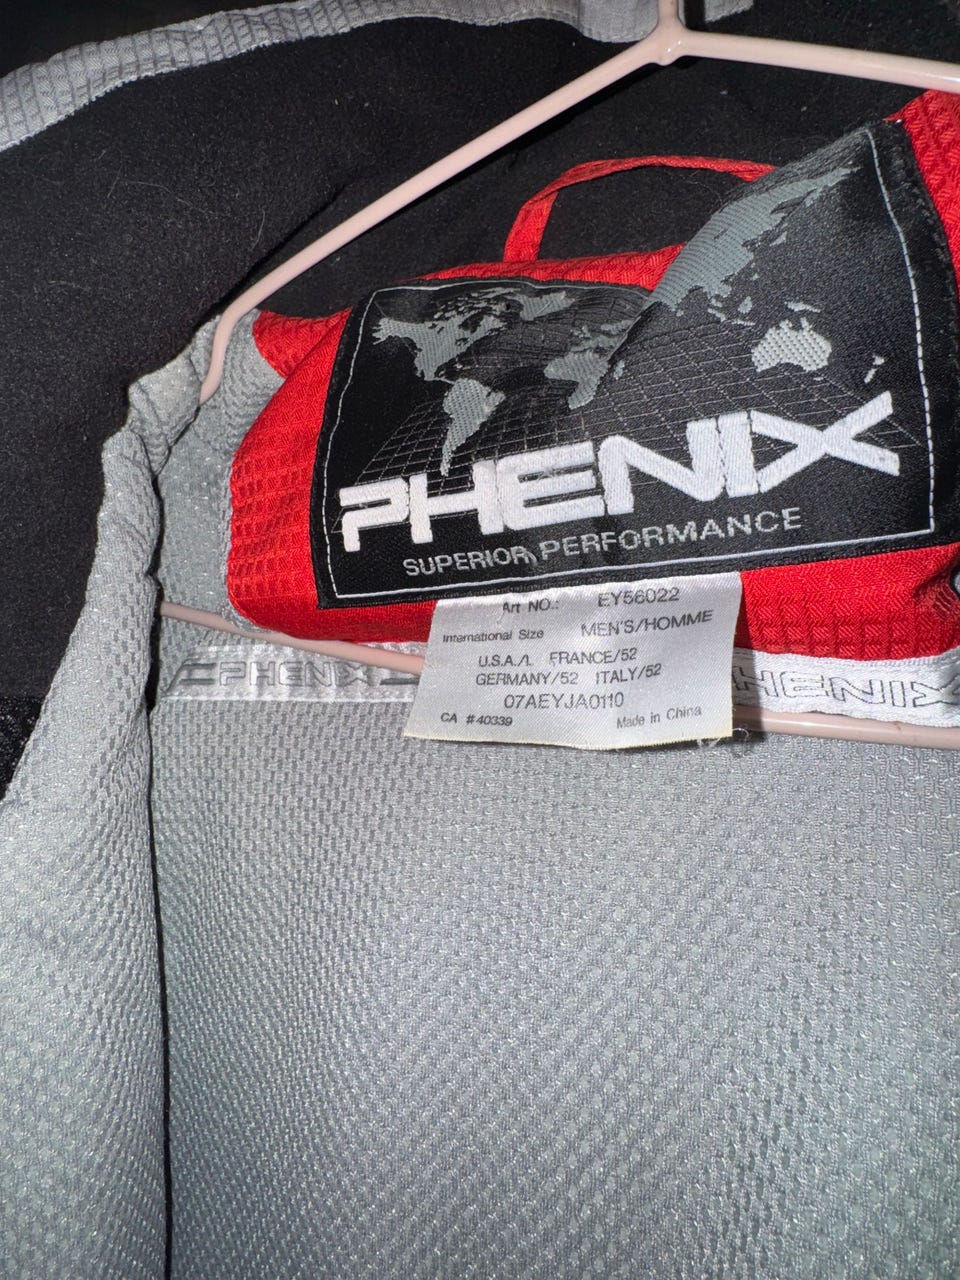 PHENIX
SUPERIOR PERFORMANCE
Art NO.: EY56022
International Size MEN'S/HOMME
U.S.A./L FRANCE/52
GERMANY/52 ITALY/52
07AEYJA0110
CA # 40339 Made in China
PHENIX
HENIX